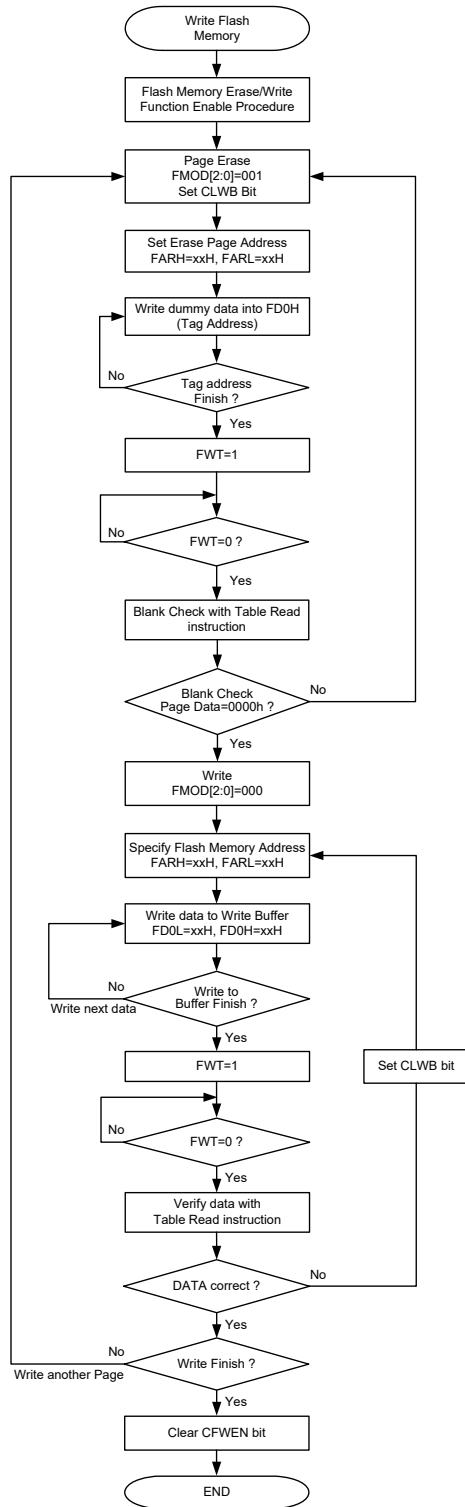 Write Flash
Memory
Flash Memory Erase/Write
Function Enable Procedure
Page Erase
FMOD[2:0]=001
Set CLWB Bit
Set Erase Page Address
FARH=xxH, FARL=xxH
Write dummy data into FD0H
(Tag Address)
No
Tag address
Finish ?
Yes
FWT=1
No
FWT=0 ?
Yes
Blank Check with Table Read
instruction
Blank Check
Page Data=0000h ?
No
Yes
Write
FMOD[2:0]=000
Specify Flash Memory Address
FARH=xxH, FARL=xxH
Write data to Write Buffer
FD0L=xxH, FD0H=xxH
No
Write next data
Write to
Buffer Finish ?
Yes
FWT=1
Set CLWB bit
No
FWT=0 ?
Yes
Verify data with
Table Read instruction
DATA correct ?
No
Yes
No
Write another Page
Write Finish ?
Yes
Clear CFWEN bit
END